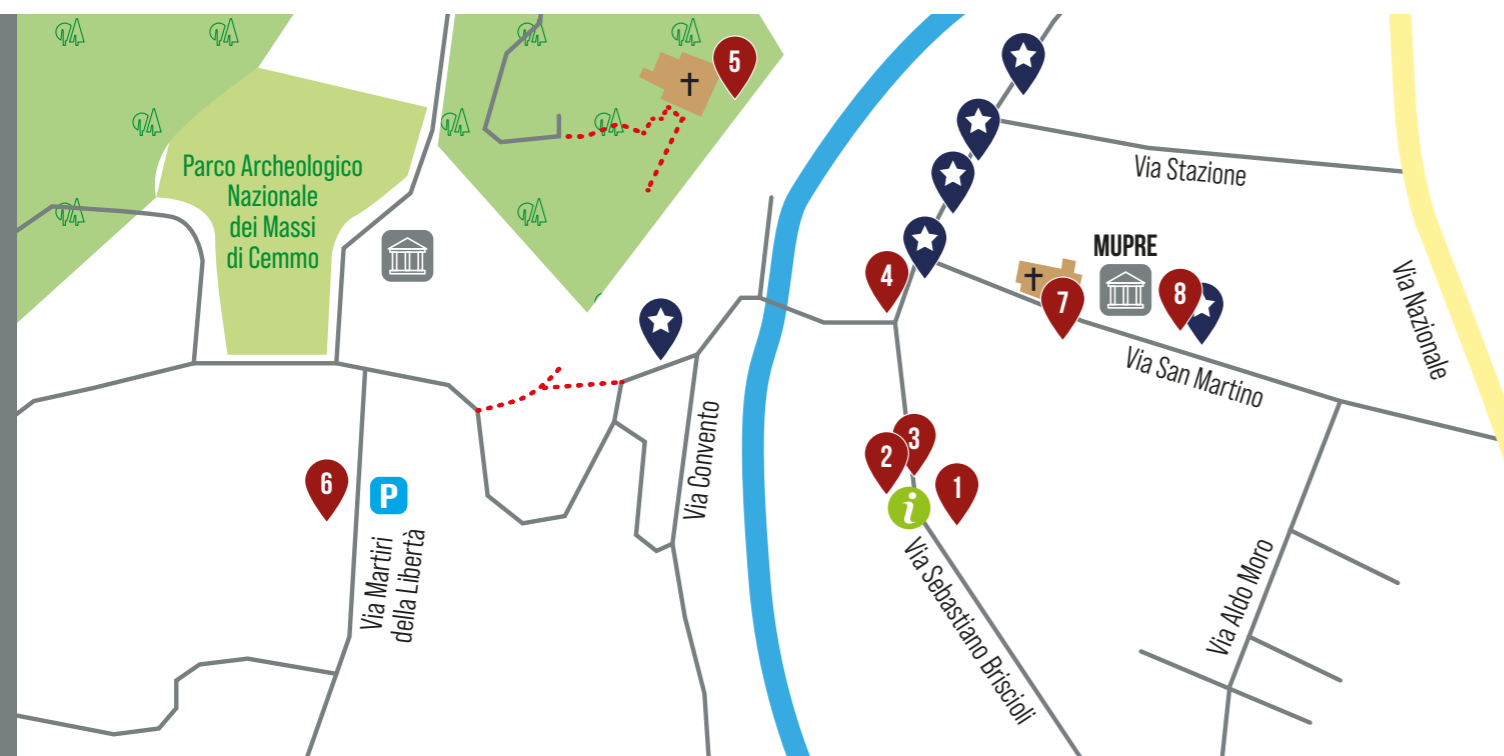 5
Via Stazione
Parco Archeologico
Nazionale
dei Massi
di Cemmo
MUPRE
4
7
8
Via San Martino
Via Nazionale
Via Convento
3
2
1
i
6
P
Via Martiri
della Libertà
Via Sebastiano Briscioli
Via Aldo Moro